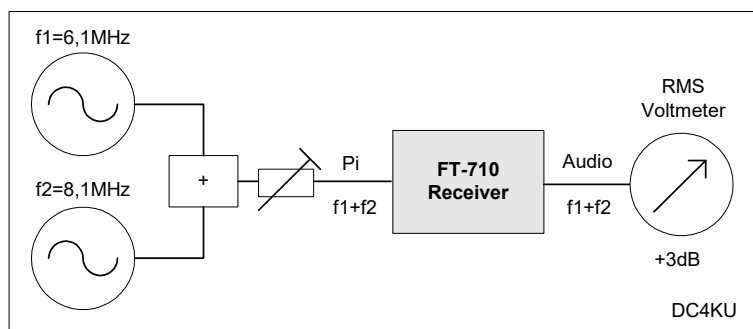 f1=6,1MHz
f2=8,1MHz
+
Pi
f1+f2
FT-710
Receiver
Audio
f1+f2
RMS
Voltmeter
+3dB
DC4KU